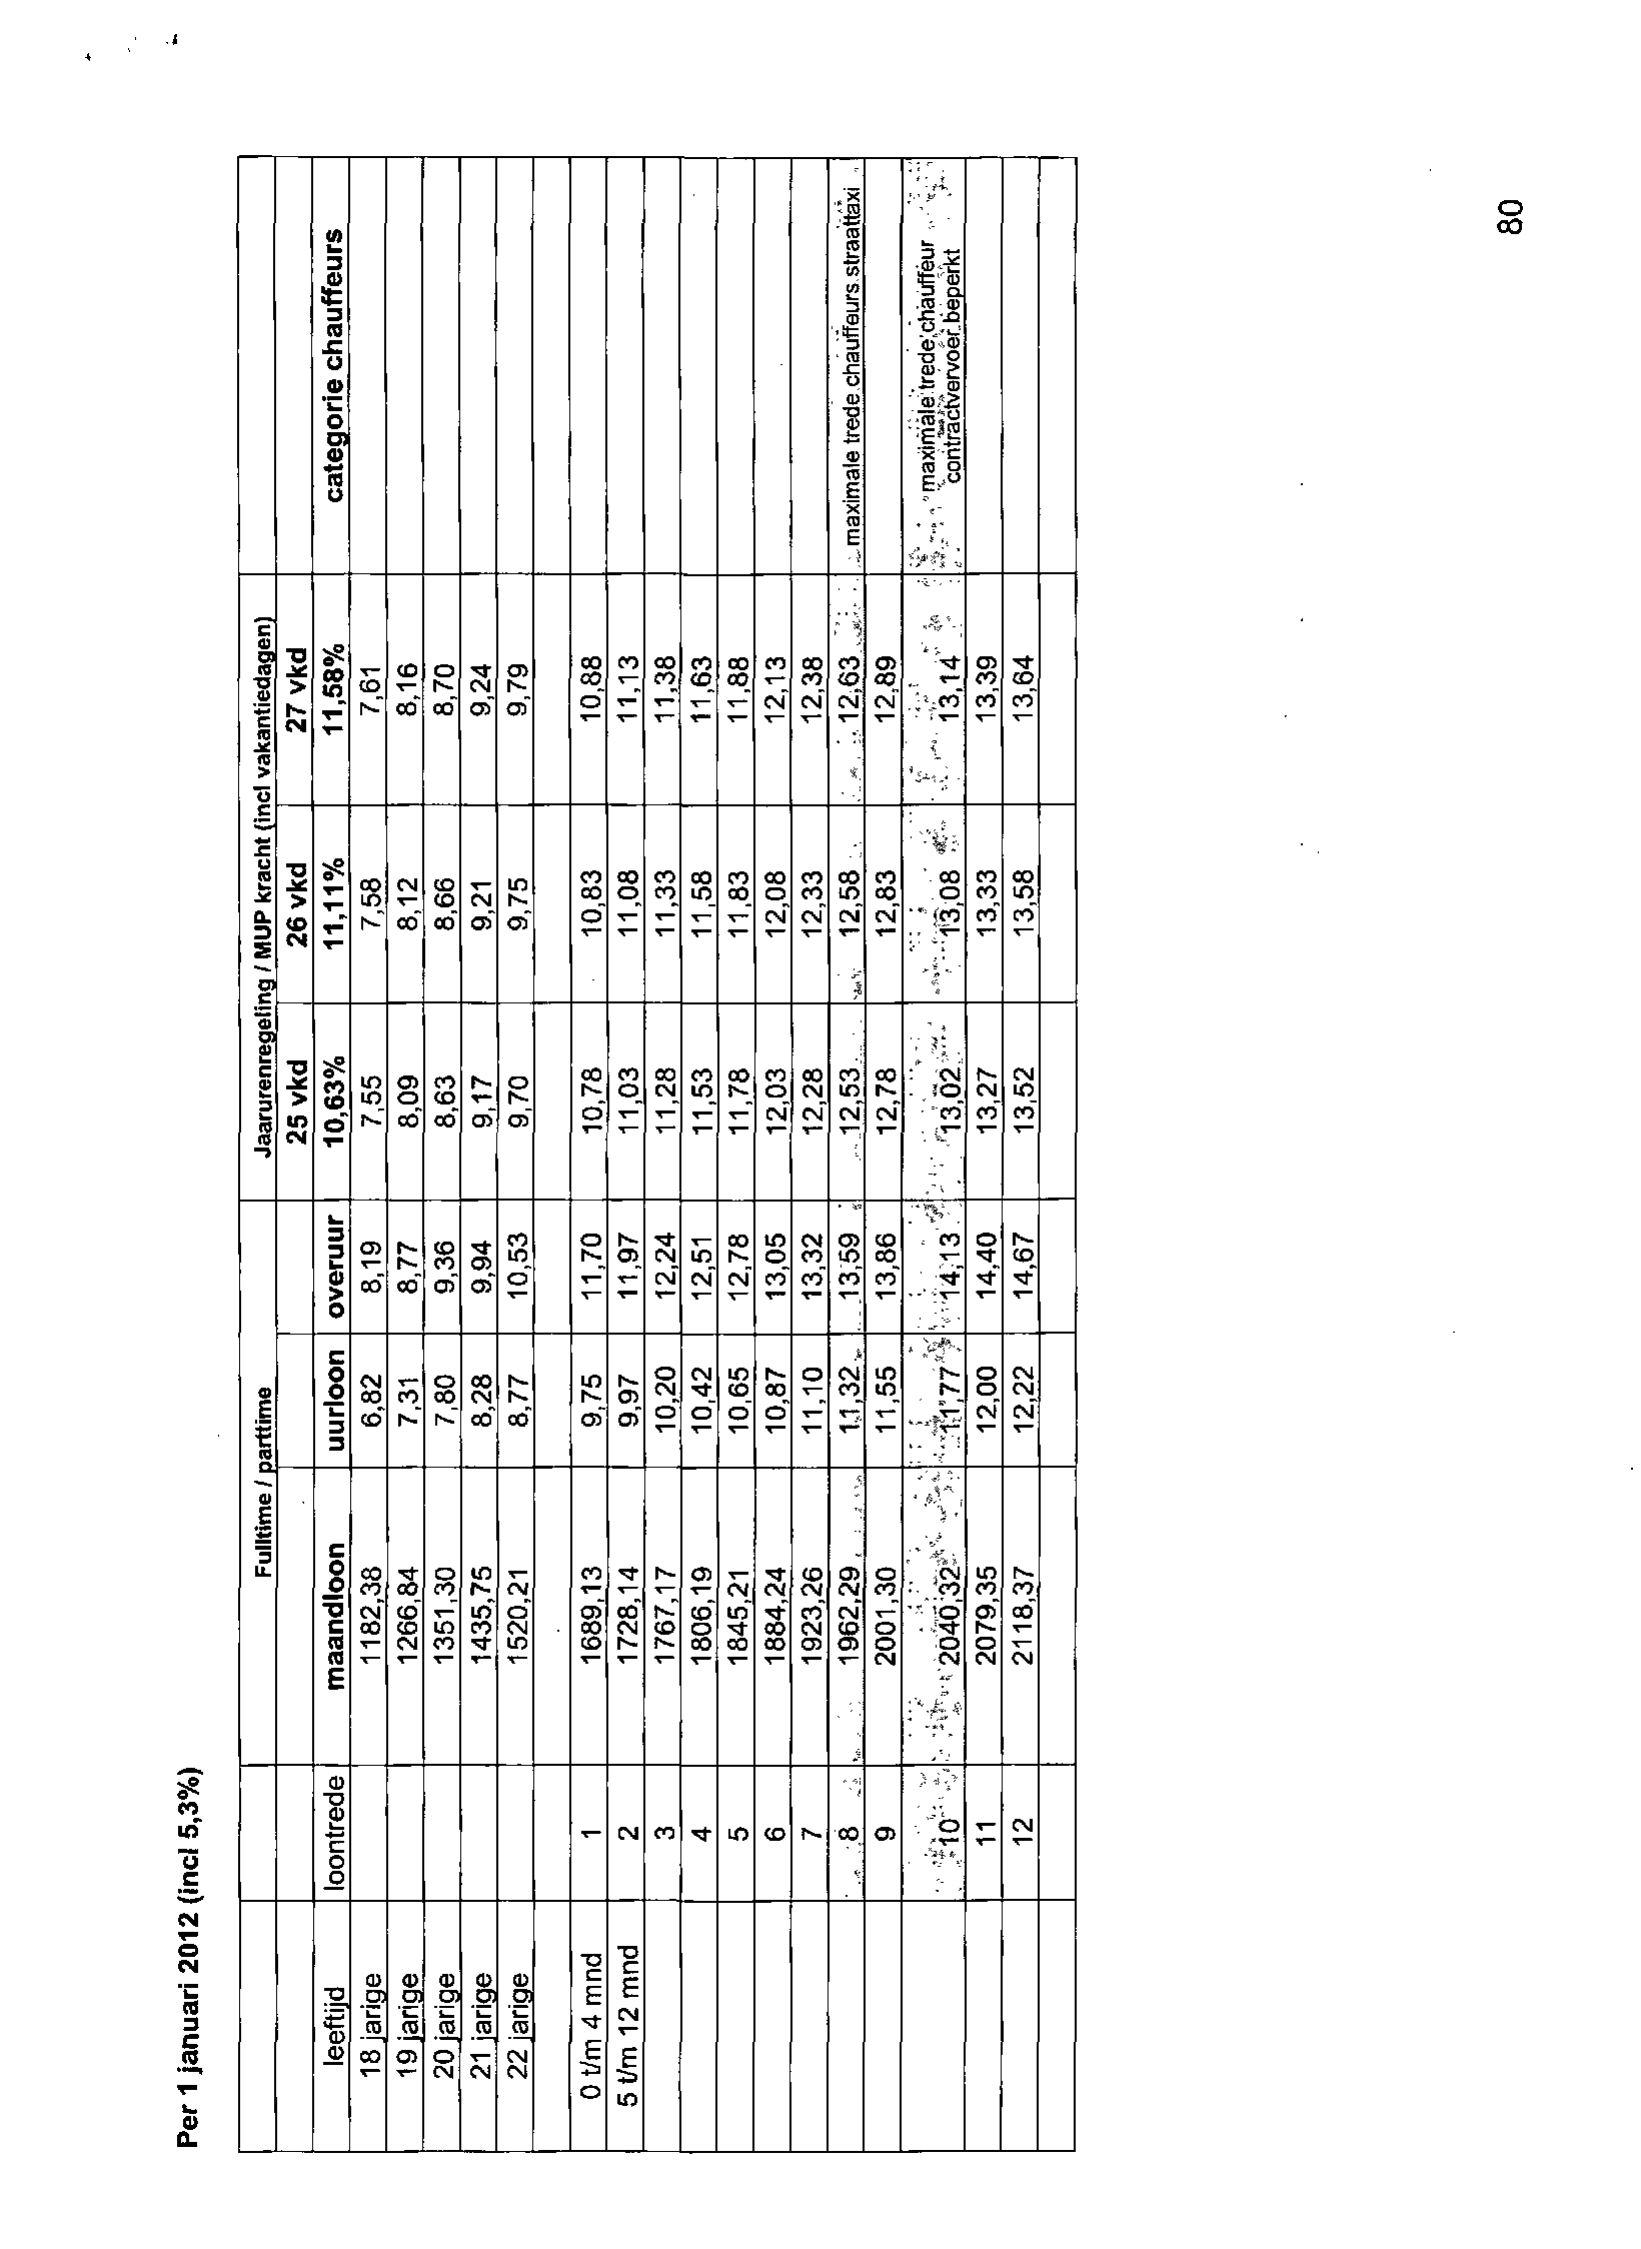 Per 1 januari 2012 (incl 5,3%)
Fulltime / parttime Jaarurenregeling / MUP kracht (incl vakantiedagen)
25 vkd 26 vkd 27 vkd
leeftijd loontrede maandloon uurloon overuur 10,63% 11,11% 11,58% categorie chauffeurs
18 jarige 1182,38 6,82 8,19 7,55 7,58 7,61
19 jarige 1266,84 7,31 8,77 8,09 8,12 8,16
20 jarige 1351,30 7,80 9,36 8,63 8,66 8,70
21 jarige 1435,75 8,28 9,94 9,17 9,21 9,24
22 jarige 1520,21 8,77 10,53 9,70 9,75 9,79
0 t/m 4 mnd 1 1689,13 9,75 11,70 10,78 10,83 10,88
5 t/m 12 mnd 2 1728,14 9,97 11,97 11,03 11,08 11,13
3 1767,17 10,20 12,24 11,28 11,33 11,38
4 1806,19 10,42 12,51 11,53 11,58 11,63
5 1845,21 10,65 12,78 11,78 11,83 11,88
6 1884,24 10,87 13,05 12,03 12,08 12,13
7 1923,26 11,10 13,32 12,28 12,33 12,38
8 1962,29 11,32 13,59 12,53 12,58 12,63 maximale trede chauffeurs straattaxi
9 2001,30 11,55 13,86 12,78 12,83 12,89
maximale trede chauffeur
10 2040,32 11,77 14,13 13,02 13,08 13,14 contractvervoer beperkt
11 2079,35 12,00 14,40 13,27 13,33 13,39
12 2118,37 12,22 14,67 13,52 13,58 13,64
80